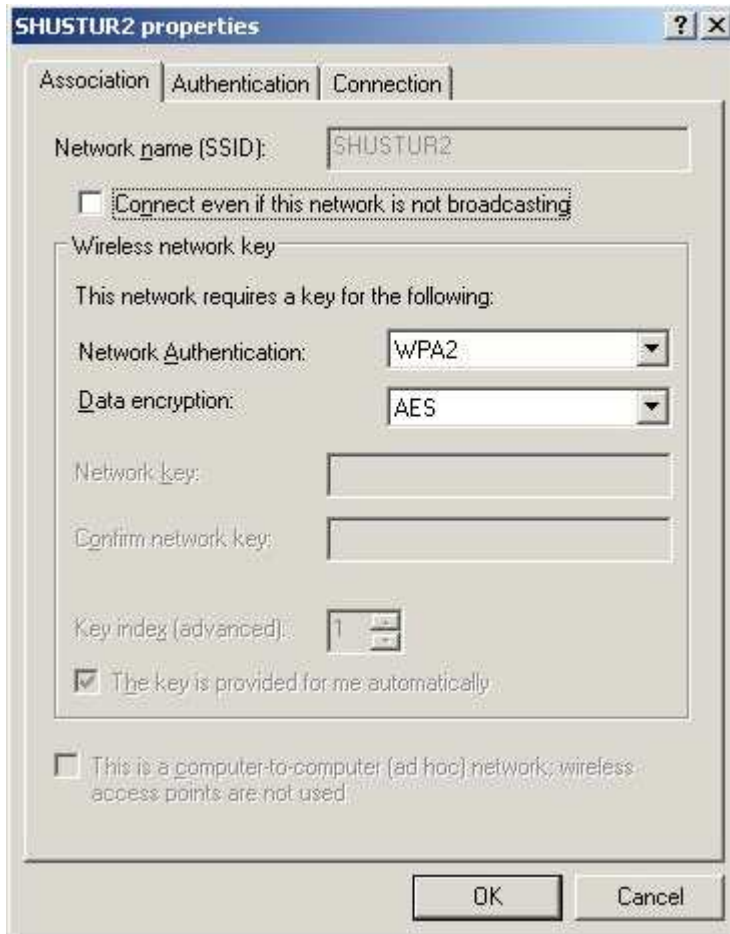 SHUSTUR2 properties
Association Authentication Connection
Network name (SSID): SHUSTUR2
Connect even if this network is not broadcasting
Wireless network key
This network requires a key for the following:
Network Authentication: WPA2
Data encryption: AES
Network key:
Confirm network key:
Key index (advanced): 1
The key is provided for me automatically
This is a computer-to-computer (ad hoc) network; wireless
access points are not used
OK Cancel